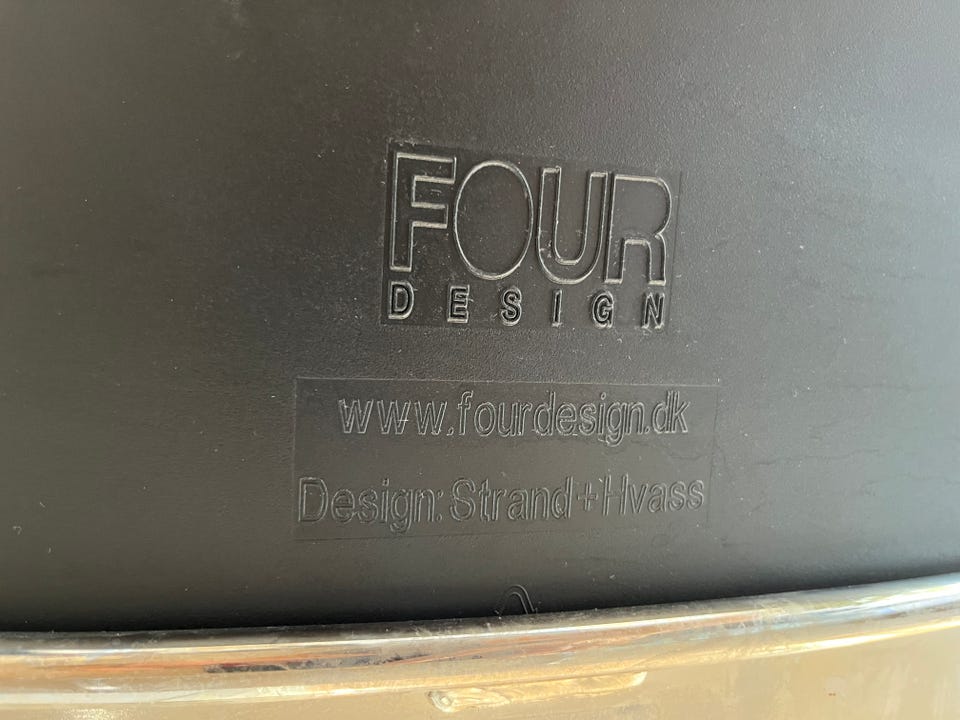 FOUR
DESIGN
www.fourdesign.dk
Design: Strand+Hvass